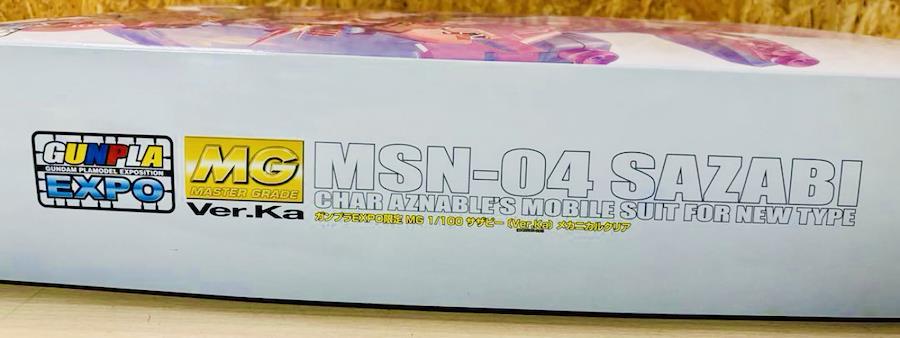 GUNPLA
GUNDAM PLAMODEL EXPOSITION
EXPO
MG
MASTER GRADE
Ver.Ka
MSN-04 SAZABI
CHAR AZNABLE'S MOBILE SUIT FOR NEW TYPE
ガンプラEXPO限定 MG 1/100 サザビー (Ver.Ka) メカニカルクリア